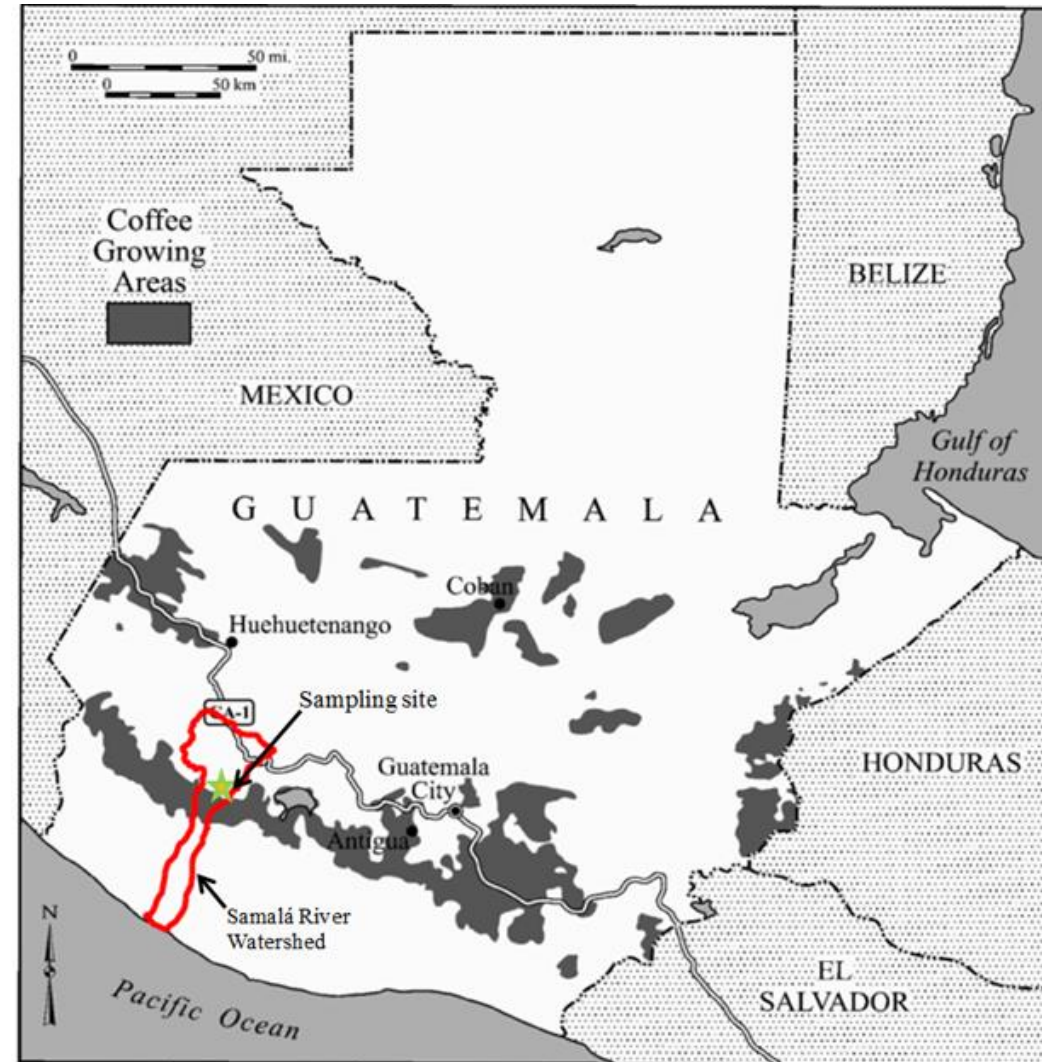 0 50 mi.
0 50 km
Coffee
Growing
Areas
BELIZE
MEXICO
Gulf of
Honduras
GUATEMALA
Coban
Huehuetenango
Sampling site
CA-1
HONDURAS
Guatemala
City
Antigua
Samalá River
Watershed
N
EL
SALVADOR
Pacific Ocean